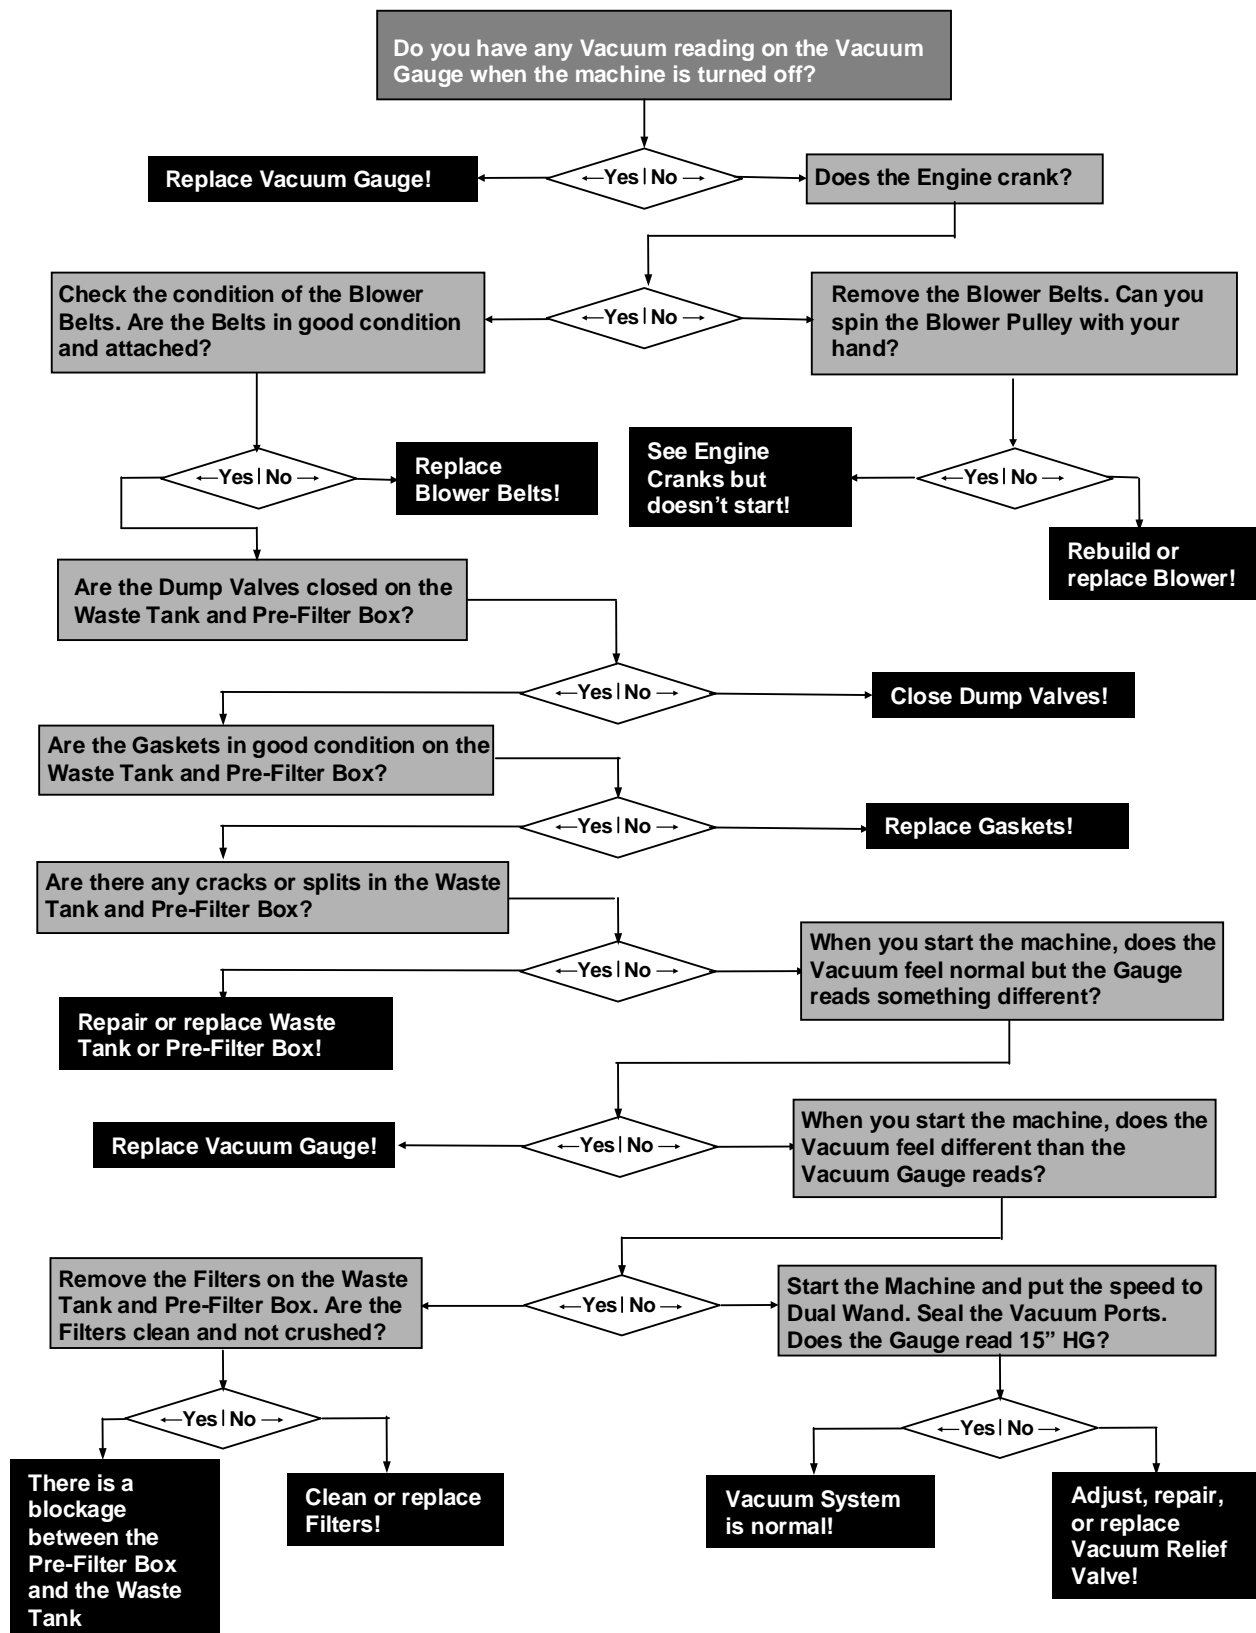 Do you have any Vacuum reading on the Vacuum
Gauge when the machine is turned off?
Replace Vacuum Gauge!
←Yes|No→
Does the Engine crank?
Check the condition of the Blower
Belts. Are the Belts in good condition
and attached?
←Yes|No→
Remove the Blower Belts. Can you
spin the Blower Pulley with your
hand?
←Yes|No→
Replace
Blower Belts!
See Engine
Cranks but
doesn’t start!
←Yes|No→
Rebuild or
replace Blower!
Are the Dump Valves closed on the
Waste Tank and Pre-Filter Box?
←Yes|No→
Close Dump Valves!
Are the Gaskets in good condition on the
Waste Tank and Pre-Filter Box?
←Yes|No→
Replace Gaskets!
Are there any cracks or splits in the Waste
Tank and Pre-Filter Box?
←Yes|No→
When you start the machine, does the
Vacuum feel normal but the Gauge
reads something different?
Repair or replace Waste
Tank or Pre-Filter Box!
Replace Vacuum Gauge!
←Yes|No→
When you start the machine, does the
Vacuum feel different than the
Vacuum Gauge reads?
Remove the Filters on the Waste
Tank and Pre-Filter Box. Are the
Filters clean and not crushed?
←Yes|No→
Start the Machine and put the speed to
Dual Wand. Seal the Vacuum Ports.
Does the Gauge read 15” HG?
←Yes|No→
←Yes|No→
There is a
blockage
between the
Pre-Filter Box
and the Waste
Tank
Clean or replace
Filters!
Vacuum System
is normal!
Adjust, repair,
or replace
Vacuum Relief
Valve!